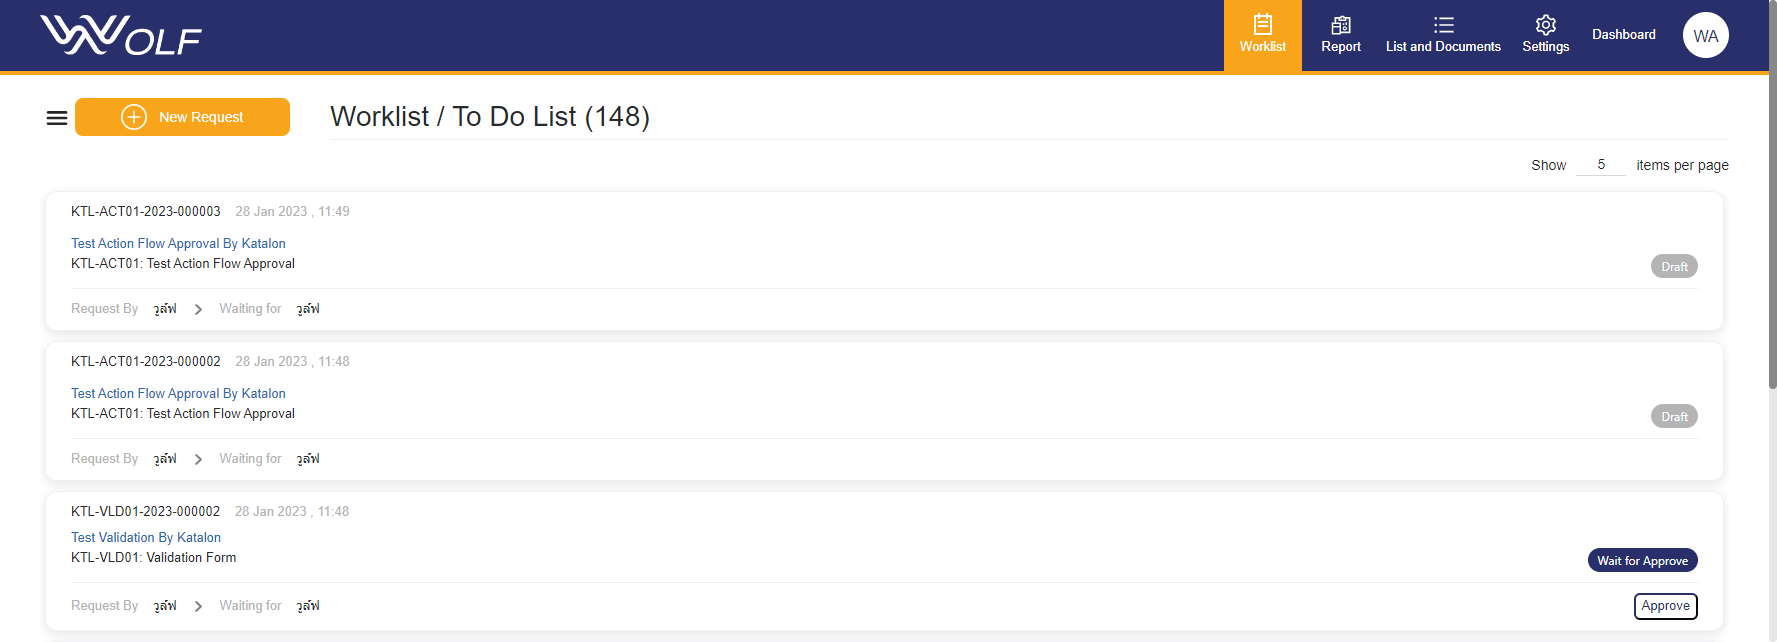 WOLF
Worklist
Report
List and Documents
Settings
Dashboard
WA
New Request
Worklist / To Do List (148)
Show 5 items per page
KTL-ACT01-2023-000003 28 Jan 2023 , 11:49
Test Action Flow Approval By Katalon
KTL-ACT01: Test Action Flow Approval
Draft
Request By วูล์ฟ > Waiting for วูล์ฟ
KTL-ACT01-2023-000002 28 Jan 2023 , 11:48
Test Action Flow Approval By Katalon
KTL-ACT01: Test Action Flow Approval
Draft
Request By วูล์ฟ > Waiting for วูล์ฟ
KTL-VLD01-2023-000002 28 Jan 2023 , 11:48
Test Validation By Katalon
KTL-VLD01: Validation Form
Wait for Approve
Request By วูล์ฟ > Waiting for วูล์ฟ
Approve